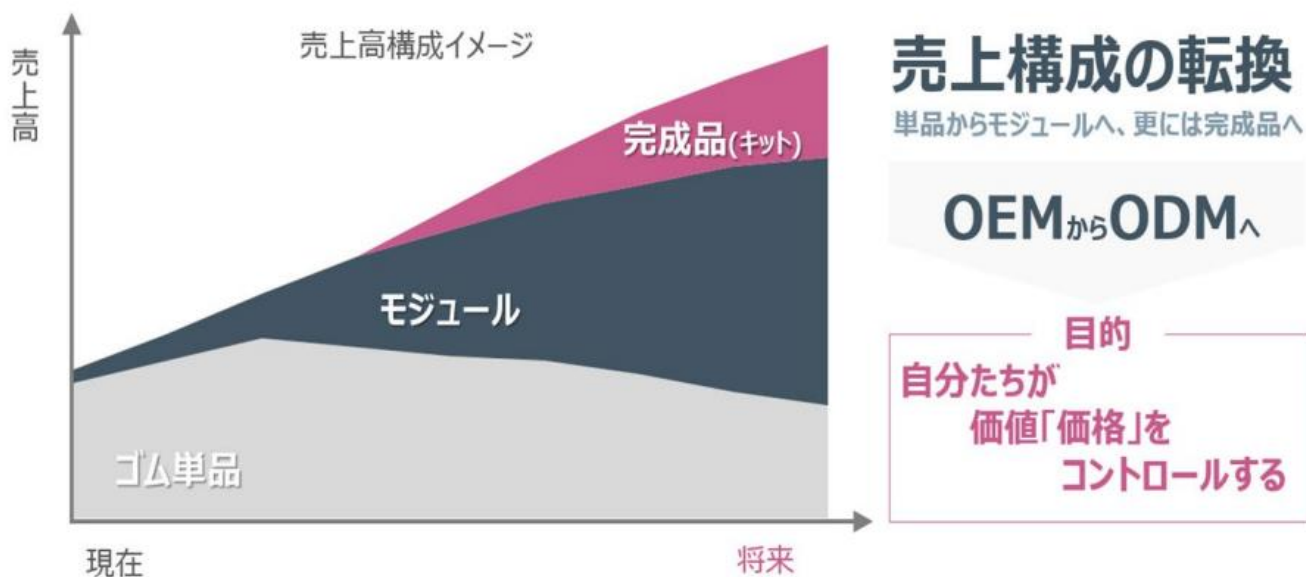 売上高構成イメージ
売上高
完成品(キット)
モジュール
ゴム単品
現在
将来
売上構成の転換
単品からモジュールへ、更には完成品へ
OEMからODMへ
目的
自分たちが
価値「価格」を
コントロールする